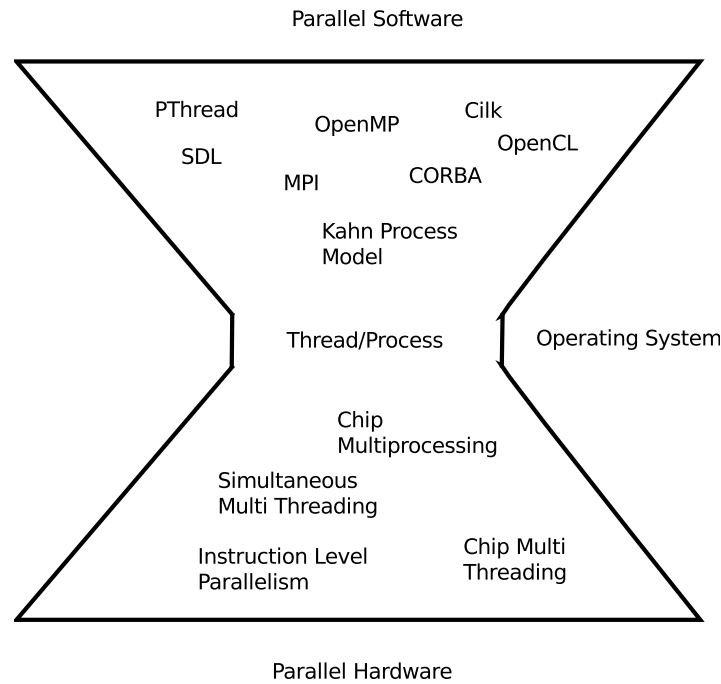 Parallel Software
PThread
OpenMP
Cilk
OpenCL
SDL
MPI
CORBA
Kahn Process
Model
Thread/Process
Operating System
Chip
Multiprocessing
Simultaneous
Multi Threading
Instruction Level
Parallelism
Chip Multi
Threading
Parallel Hardware